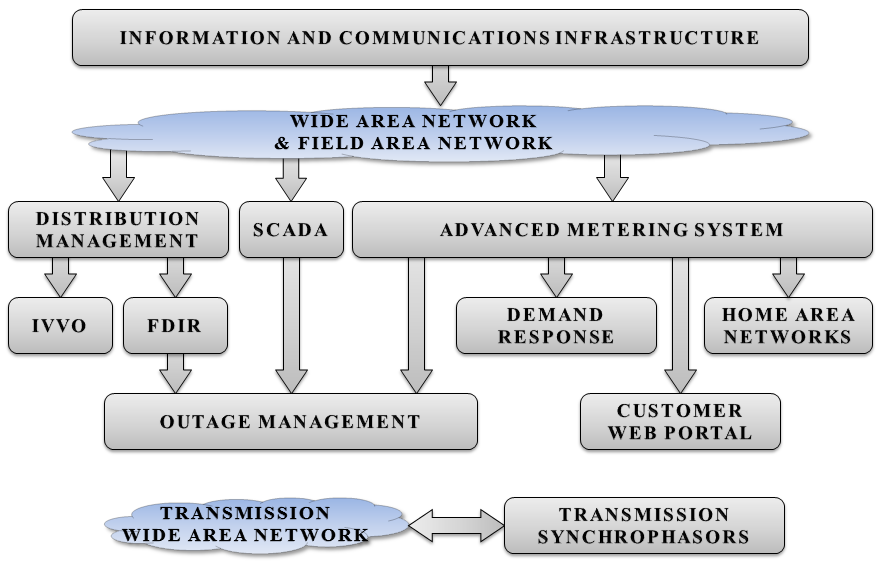 INFORMATION AND COMMUNICATIONS INFRASTRUCTURE
WIDE AREA NETWORK
& FIELD AREA NETWORK
DISTRIBUTION
MANAGEMENT
SCADA
ADVANCED METERING SYSTEM
IVVO
FDIR
DEMAND
RESPONSE
HOME AREA
NETWORKS
OUTAGE MANAGEMENT
CUSTOMER
WEB PORTAL
TRANSMISSION
WIDE AREA NETWORK
TRANSMISSION
SYNCHROPHASORS